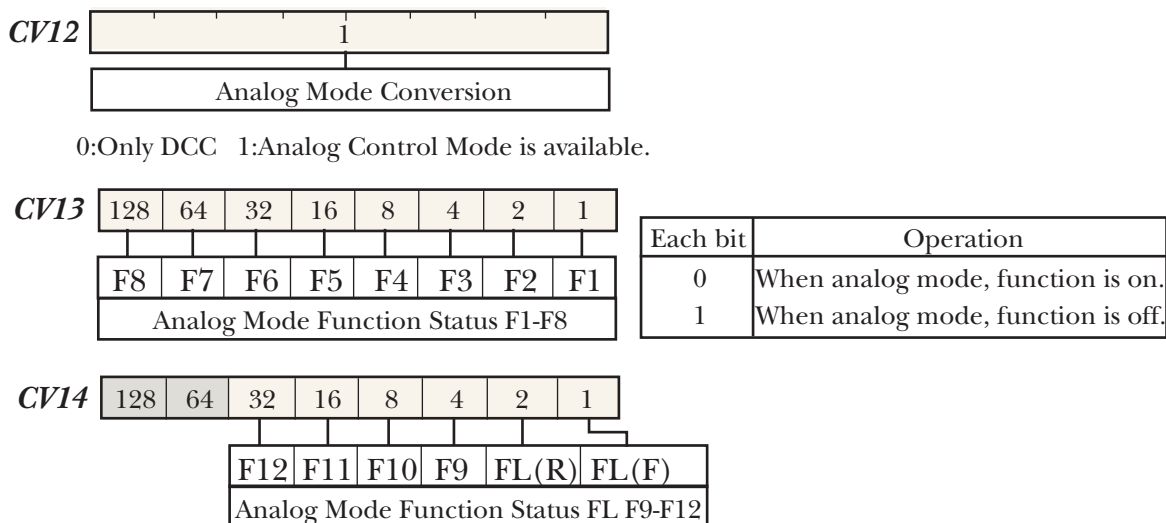 CV12 1
Analog Mode Conversion
0:Only DCC 1:Analog Control Mode is available.
CV13 128 64 32 16 8 4 2 1
F8 F7 F6 F5 F4 F3 F2 F1
Analog Mode Function Status F1-F8
Each bit Operation
0 When analog mode, function is on.
1 When analog mode, function is off.
CV14 128 64 32 16 8 4 2 1
F12 F11 F10 F9 FL(R) FL(F)
Analog Mode Function Status FL F9-F12